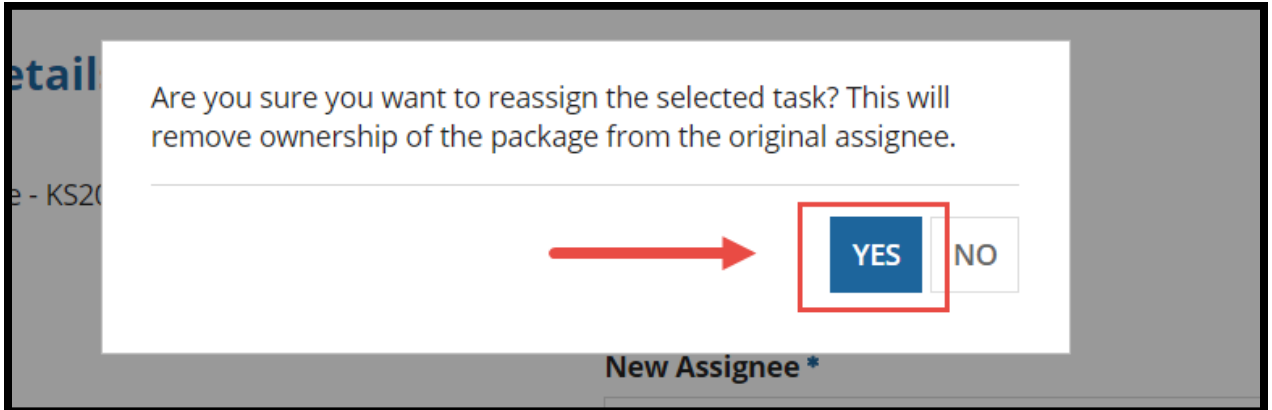 etail
Are you sure you want to reassign the selected task? This will
remove ownership of the package from the original assignee.
e - KS20
YES NO
New Assignee *